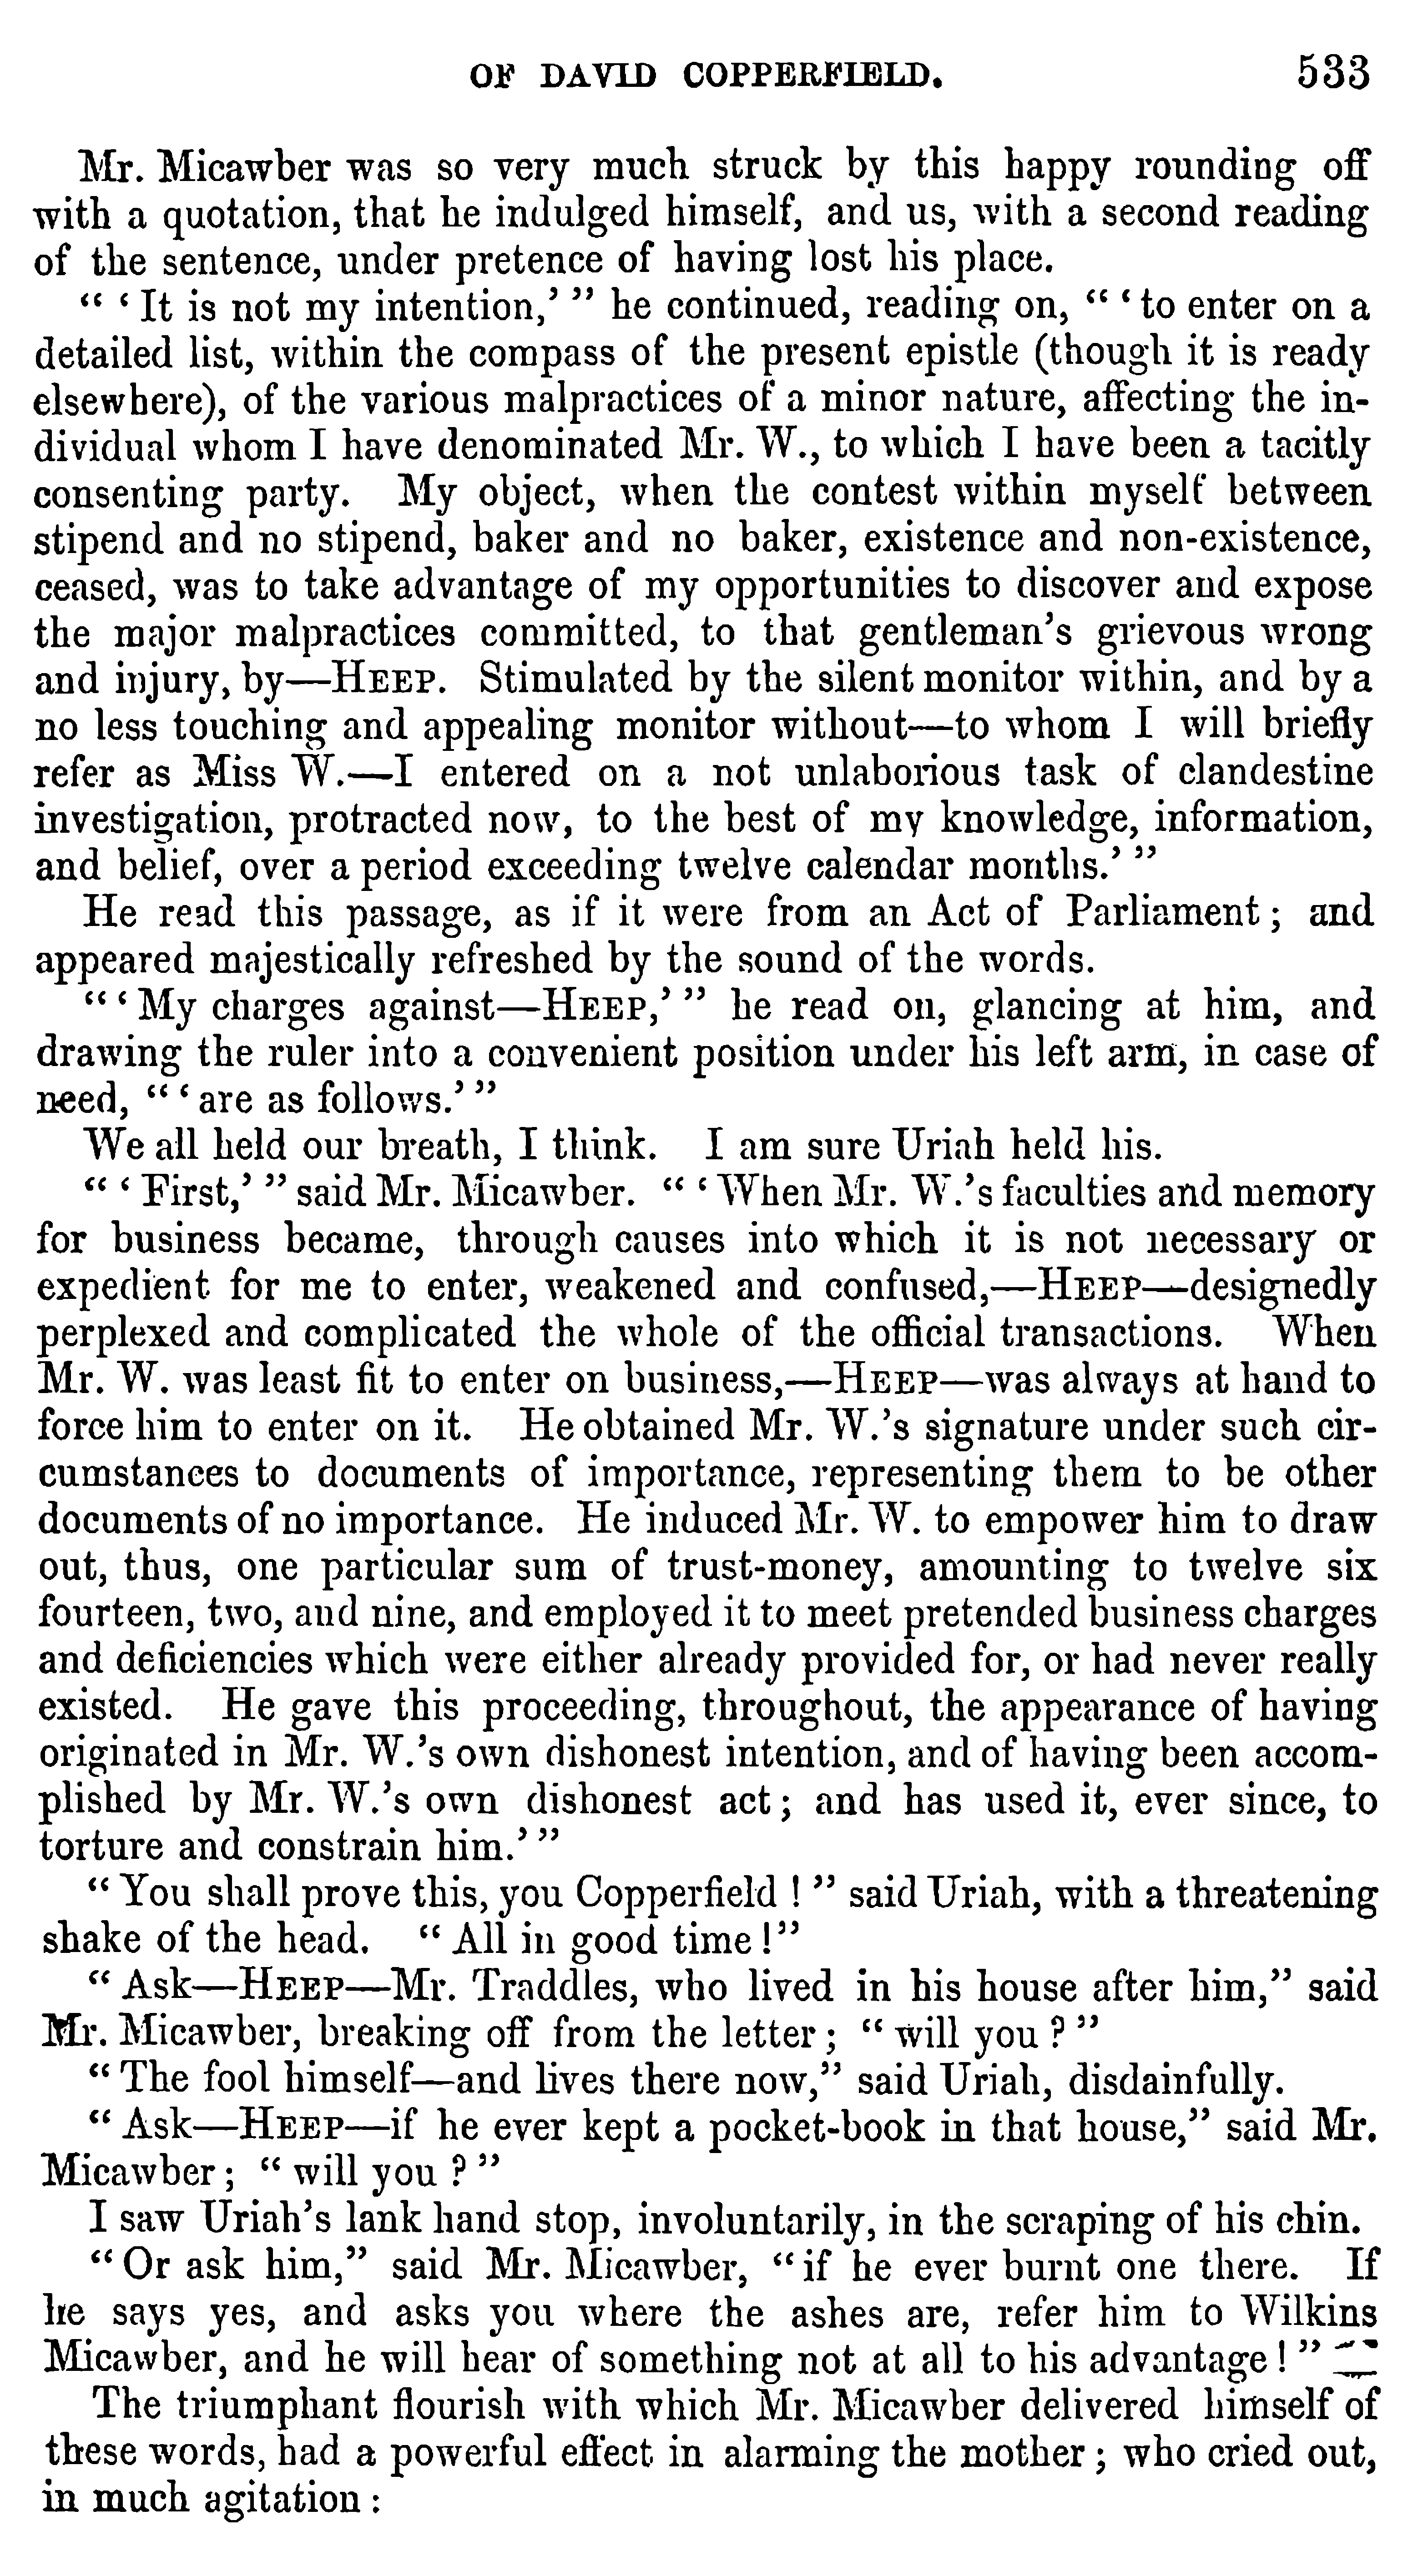 OF DAVID COPPERFIELD. 533
Mr. Micawber was so very much struck by this happy rounding off
with a quotation, that he indulged himself, and us, with a second reading
of the sentence, under pretence of having lost his place.
“ ‘ It is not my intention,’ ” he continued, reading on, “ ‘ to enter on a
detailed list, within the compass of the present epistle (though it is ready
elsewhere), of the various malpractices of a minor nature, affecting the in-
dividual whom I have denominated Mr. W., to which I have been a tacitly
consenting party. My object, when the contest within myself between
stipend and no stipend, baker and no baker, existence and non-existence,
ceased, was to take advantage of my opportunities to discover and expose
the major malpractices committed, to that gentleman’s grievous wrong
and injury, by—HEEP. Stimulated by the silent monitor within, and by a
no less touching and appealing monitor without—to whom I will briefly
refer as Miss W.—I entered on a not unlaborious task of clandestine
investigation, protracted now, to the best of my knowledge, information,
and belief, over a period exceeding twelve calendar months.’ ”
He read this passage, as if it were from an Act of Parliament ; and
appeared majestically refreshed by the sound of the words.
“ ‘ My charges against—HEEP,’ ” he read on, glancing at him, and
drawing the ruler into a convenient position under his left arm, in case of
need, “ ‘ are as follows.’ ”
We all held our breath, I think. I am sure Uriah held his.
“ ‘ First,’ ” said Mr. Micawber. “ ‘ When Mr. W.’s faculties and memory
for business became, through causes into which it is not necessary or
expedient for me to enter, weakened and confused,—HEEP—designedly
perplexed and complicated the whole of the official transactions. When
Mr. W. was least fit to enter on business,—HEEP—was always at hand to
force him to enter on it. He obtained Mr. W.’s signature under such cir-
cumstances to documents of importance, representing them to be other
documents of no importance. He induced Mr. W. to empower him to draw
out, thus, one particular sum of trust-money, amounting to twelve six
fourteen, two, and nine, and employed it to meet pretended business charges
and deficiencies which were either already provided for, or had never really
existed. He gave this proceeding, throughout, the appearance of having
originated in Mr. W.’s own dishonest intention, and of having been accom-
plished by Mr. W.’s own dishonest act ; and has used it, ever since, to
torture and constrain him.’ ”
“ You shall prove this, you Copperfield ! ” said Uriah, with a threatening
shake of the head. “ All in good time !”
“ Ask—HEEP—Mr. Traddles, who lived in his house after him,” said
Mr. Micawber, breaking off from the letter ; “ will you ? ”
“ The fool himself—and lives there now,” said Uriah, disdainfully.
“ Ask—HEEP—if he ever kept a pocket-book in that house,” said Mr.
Micawber ; “ will you ? ”
I saw Uriah’s lank hand stop, involuntarily, in the scraping of his chin.
“ Or ask him,” said Mr. Micawber, “ if he ever burnt one there. If
he says yes, and asks you where the ashes are, refer him to Wilkins
Micawber, and he will hear of something not at all to his advantage ! ”
The triumphant flourish with which Mr. Micawber delivered himself of
these words, had a powerful effect in alarming the mother ; who cried out,
in much agitation :